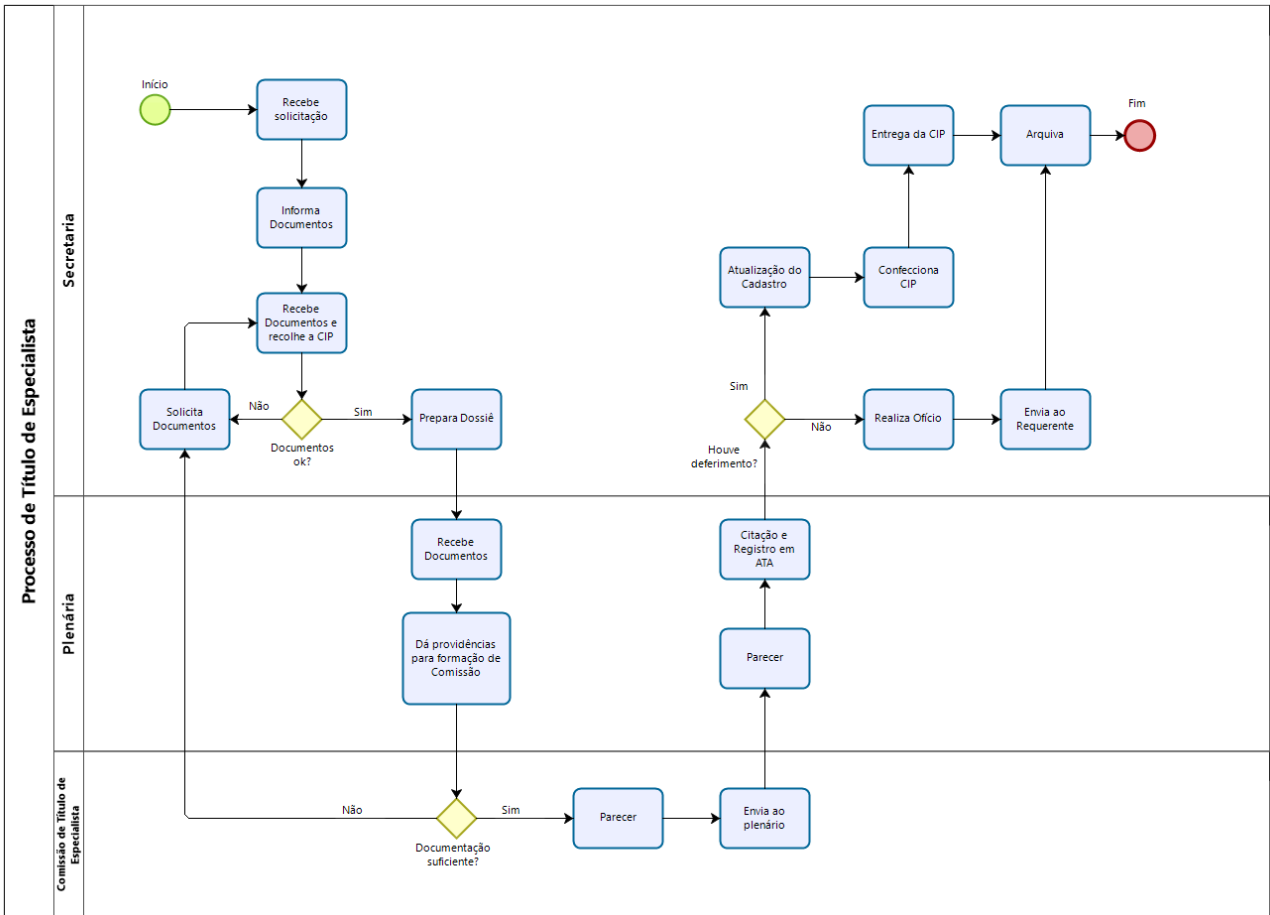 Processo de Título de Especialista
Secretaria
Início
Recebe
solicitação
Informa
Documentos
Recebe
Documentos e
recolhe a CIP
Solicita
Documentos
Não
Documentos
ok?
Sim
Prepara Dossiê
Entrega da CIP
Arquiva
Fim
Atualização do
Cadastro
Confecciona
CIP
Sim
Houve
deferimento?
Não
Realiza Ofício
Envia ao
Requerente
Plenária
Recebe
Documentos
Dá providências
para formação de
Comissão
Citação e
Registro em
ATA
Parecer
Comissão de Título de
Especialista
Não
Documentação
suficiente?
Sim
Parecer
Envia ao
plenário